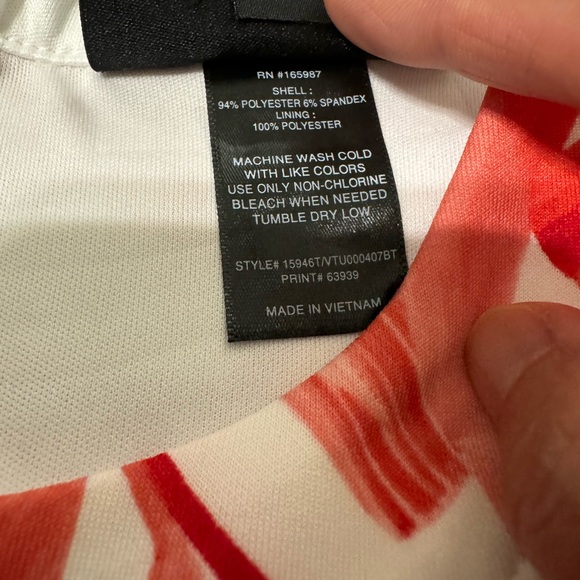 RN #165987
SHELL :
94% POLYESTER 6% SPANDEX
LINING :
100% POLYESTER
MACHINE WASH COLD
WITH LIKE COLORS
USE ONLY NON-CHLORINE
BLEACH WHEN NEEDED
TUMBLE DRY LOW
STYLE# 15946T/VTU000407BT
PRINT# 63939
MADE IN VIETNAM